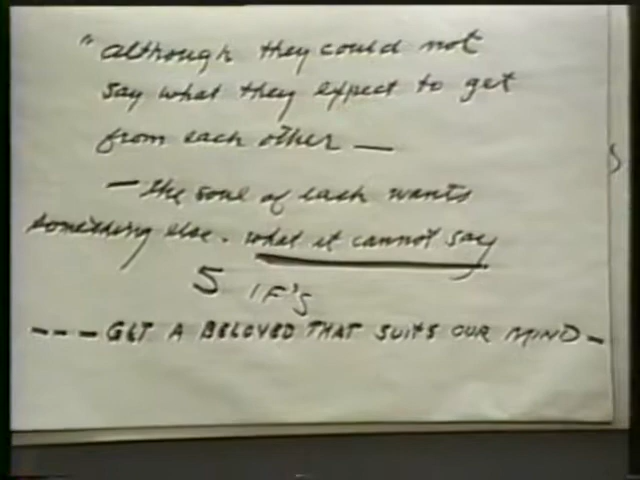 "although they could not
say what they expect to get
from each other —
— the soul of each wants
something else. what it cannot say
5 IF'S
--- GET A BELOVED THAT SUITS OUR MIND -